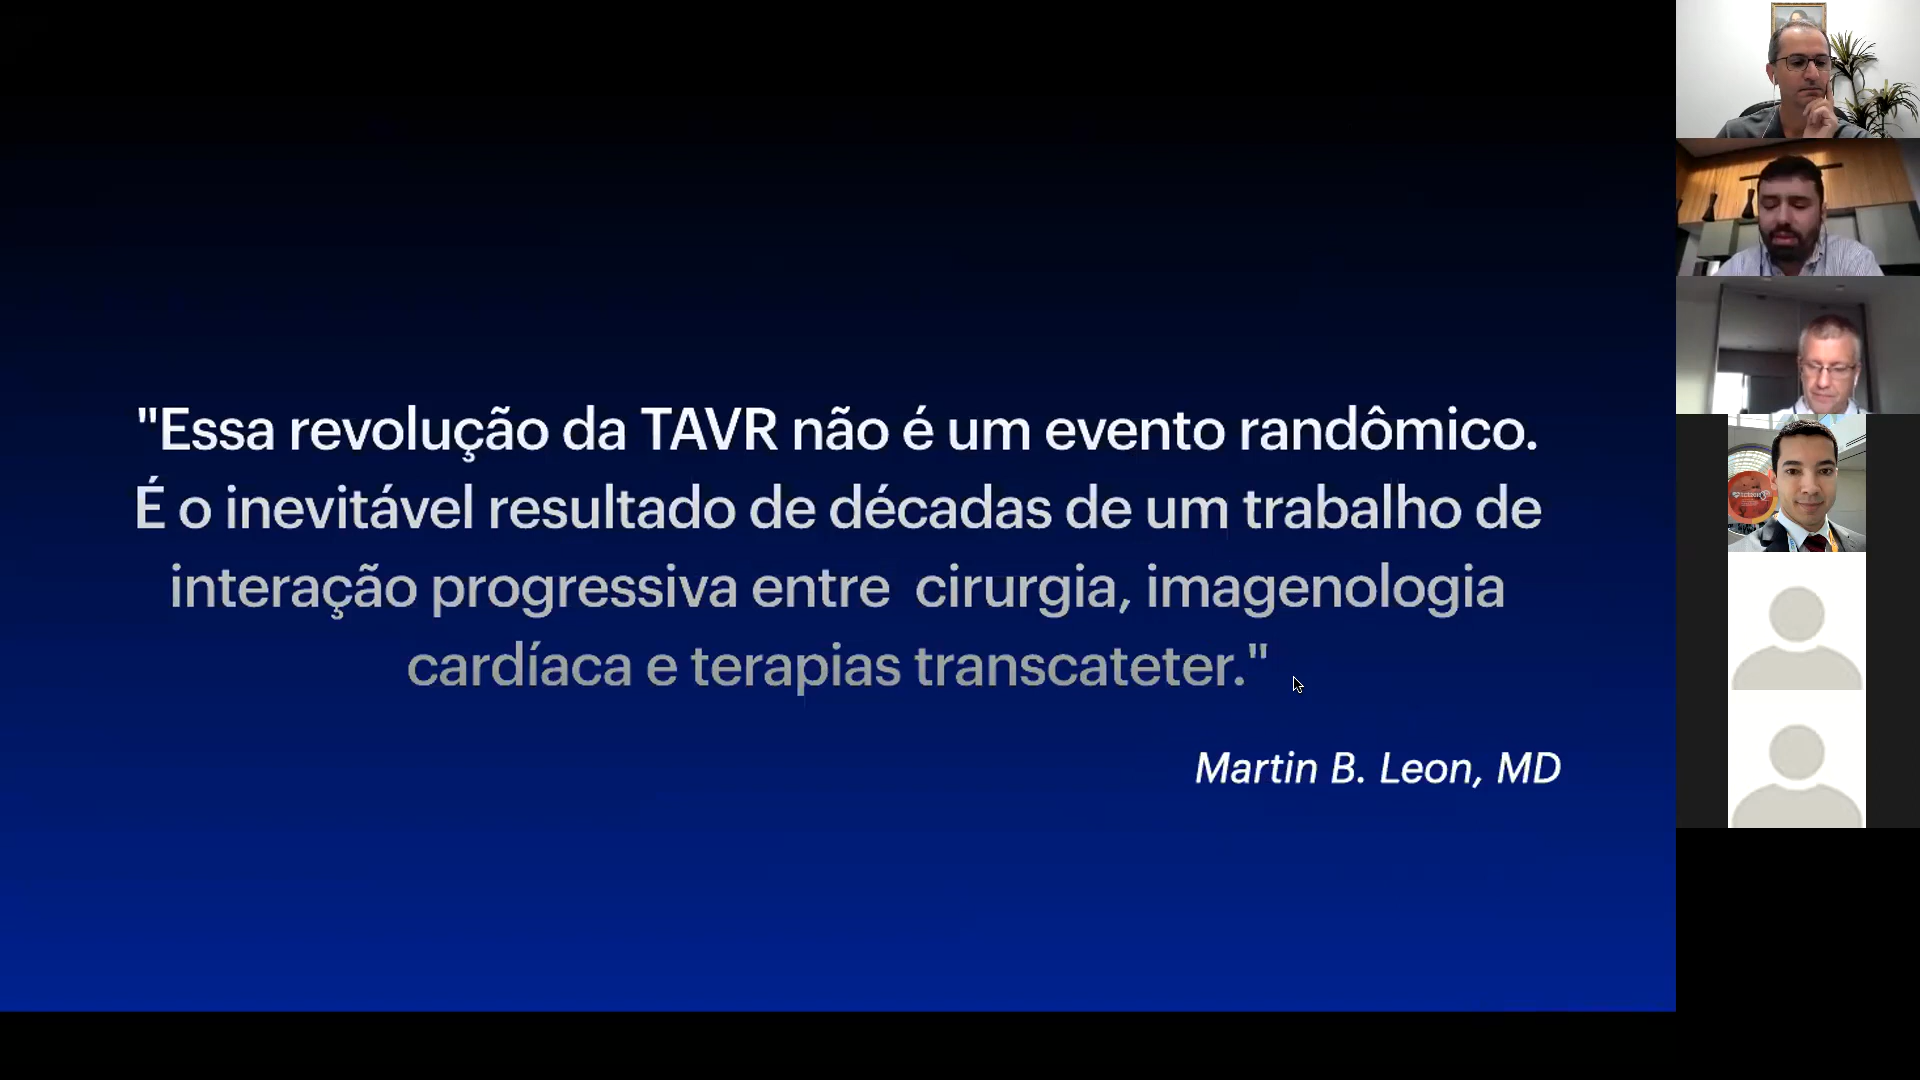 "Essa revolução da TAVR não é um evento randômico.
É o inevitável resultado de décadas de um trabalho de
interação progressiva entre cirurgia, imagenologia
cardíaca e terapias transcateter."
Martin B. Leon, MD